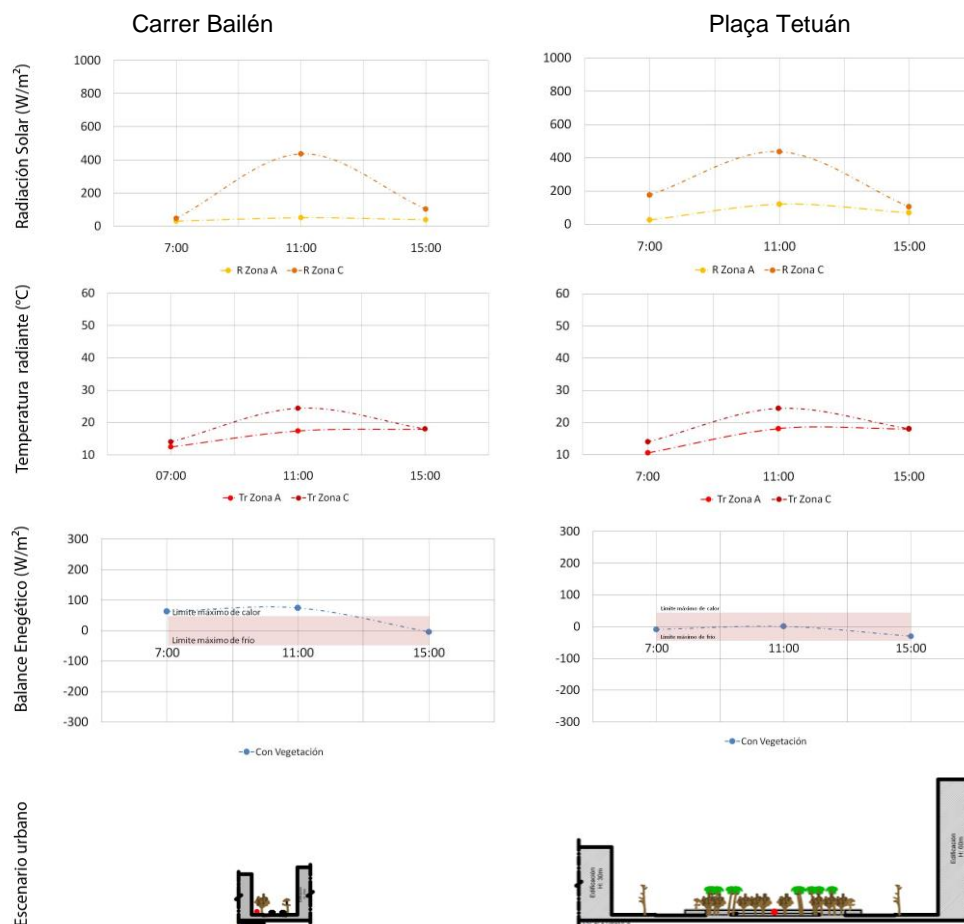 Carrer Bailén
Plaça Tetuán
Radiación Solar (W/m²)
1000
800
600
400
200
0
7:00 11:00 15:00
R Zona A R Zona C
1000
800
600
400
200
0
7:00 11:00 15:00
R Zona A R Zona C
Temperatura radiante (°C)
60
50
40
30
20
10
07:00 11:00 15:00
Tr Zona A Tr Zona C
60
50
40
30
20
10
7:00 11:00 15:00
Tr Zona A Tr Zona C
Balance Enegético (W/m²)
300
200
100
0
-100
-200
-300
Limite máximo de calor
Limite máximo de frio
7:00 11:00 15:00
Con Vegetación
300
200
100
0
-100
-200
-300
Limite máximo de calor
Limite máximo de frio
7:00 11:00 15:00
Con Vegetación
Escenario urbano
Edificación
H: 30m
Edificación
H: 60m